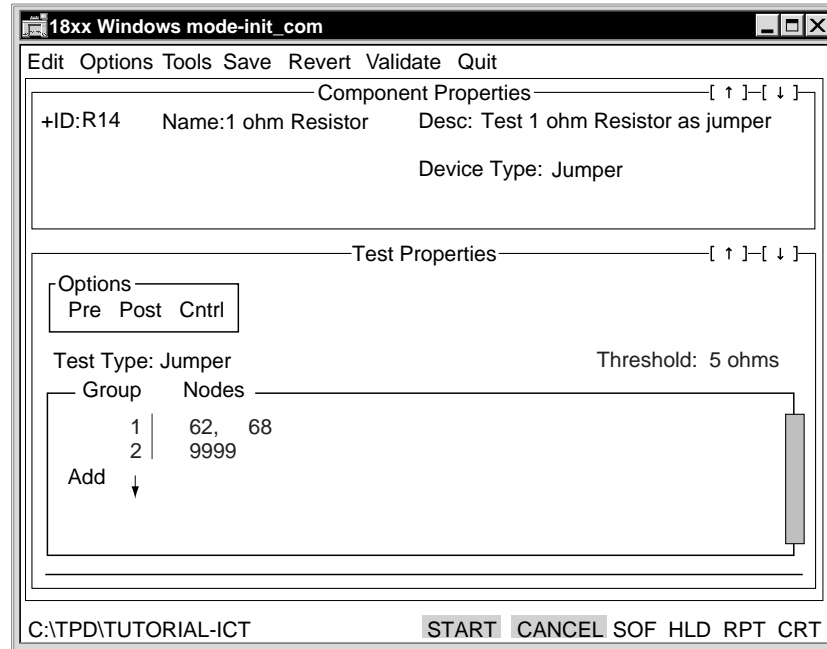 18xx Windows mode-init_com
Edit Options Tools Save Revert Validate Quit
Component Properties [ ↑ ]–[ ↓ ]
+ID:R14 Name:1 ohm Resistor Desc: Test 1 ohm Resistor as jumper
Device Type: Jumper
Test Properties [ ↑ ]–[ ↓ ]
Options
Pre Post Cntrl
Test Type: Jumper Threshold: 5 ohms
Group Nodes
1 62, 68
2 9999
Add ↓
C:\TPD\TUTORIAL-ICT START CANCEL SOF HLD RPT CRT